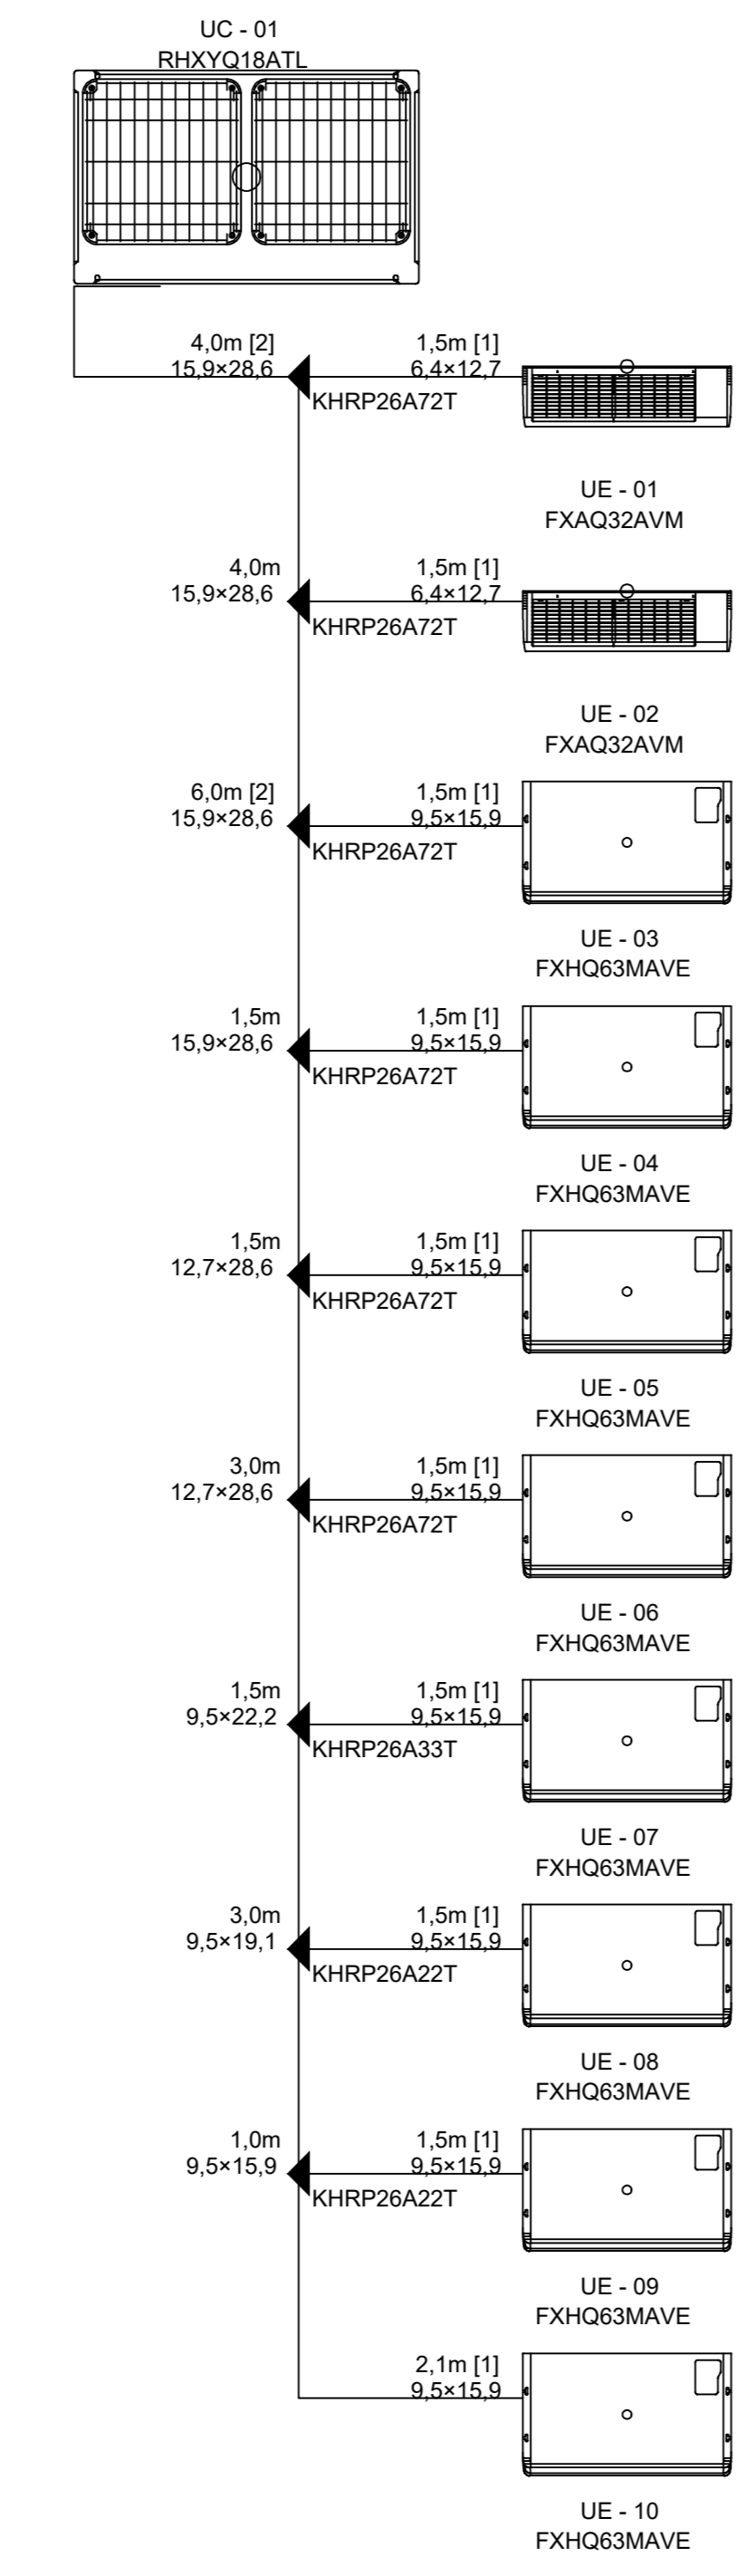 UC - 01
RHXYQ18ATL
4,0m [2]
15,9×28,6
1,5m [1]
6,4×12,7
KHRP26A72T
UE - 01
FXAQ32AVM
4,0m
15,9×28,6
1,5m [1]
6,4×12,7
KHRP26A72T
UE - 02
FXAQ32AVM
6,0m [2]
15,9×28,6
1,5m [1]
9,5×15,9
KHRP26A72T
UE - 03
FXHQ63MAVE
1,5m
15,9×28,6
1,5m [1]
9,5×15,9
KHRP26A72T
UE - 04
FXHQ63MAVE
1,5m
12,7×28,6
1,5m [1]
9,5×15,9
KHRP26A72T
UE - 05
FXHQ63MAVE
3,0m
12,7×28,6
1,5m [1]
9,5×15,9
KHRP26A72T
UE - 06
FXHQ63MAVE
1,5m
9,5×22,2
1,5m [1]
9,5×15,9
KHRP26A33T
UE - 07
FXHQ63MAVE
3,0m
9,5×19,1
1,5m [1]
9,5×15,9
KHRP26A22T
UE - 08
FXHQ63MAVE
1,0m
9,5×15,9
1,5m [1]
9,5×15,9
KHRP26A22T
UE - 09
FXHQ63MAVE
2,1m [1]
9,5×15,9
UE - 10
FXHQ63MAVE